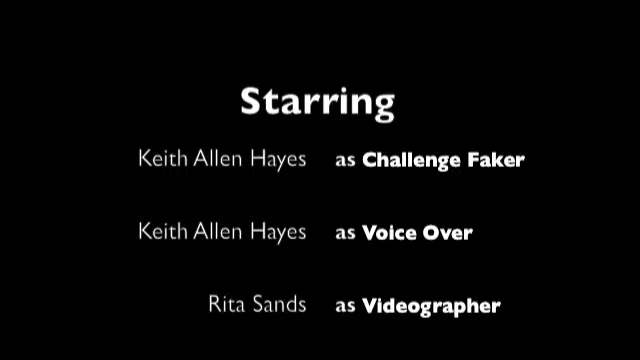 Starring
Keith Allen Hayes as Challenge Faker
Keith Allen Hayes as Voice Over
Rita Sands as Videographer